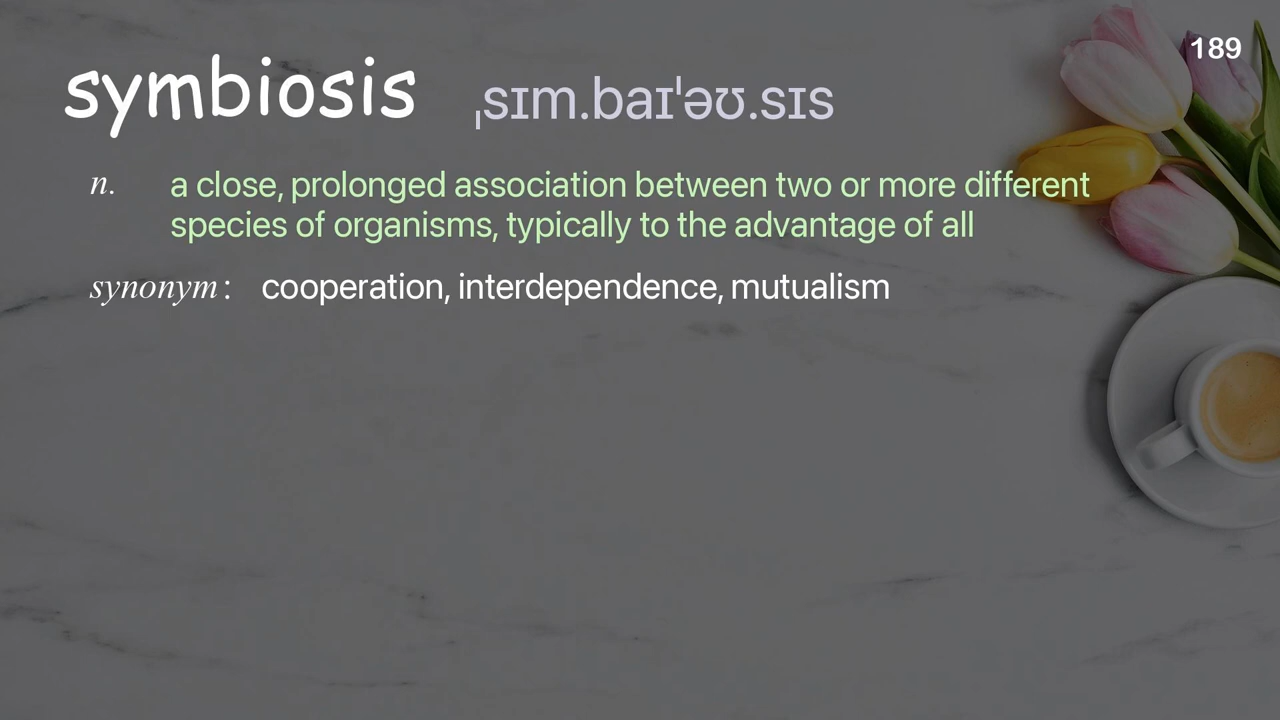 189
symbiosis ˌsɪm.baɪˈəʊ.sɪs
n. a close, prolonged association between two or more different
species of organisms, typically to the advantage of all
synonym: cooperation, interdependence, mutualism